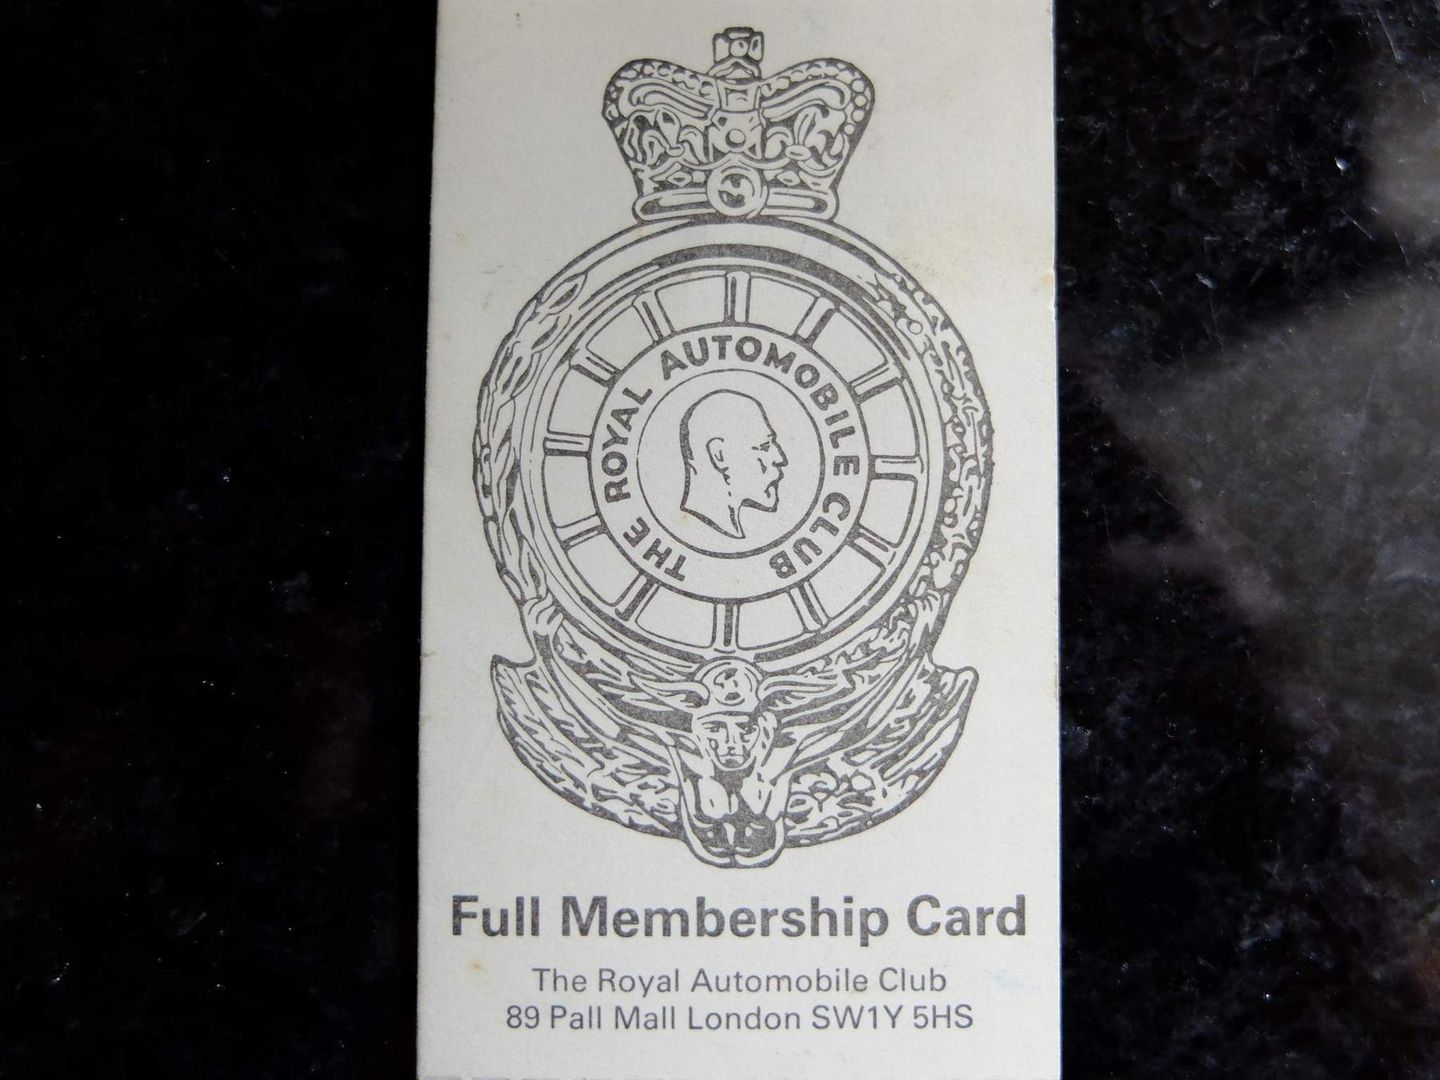 THE ROYAL AUTOMOBILE CLUB
Full Membership Card
The Royal Automobile Club
89 Pall Mall London SW1Y 5HS